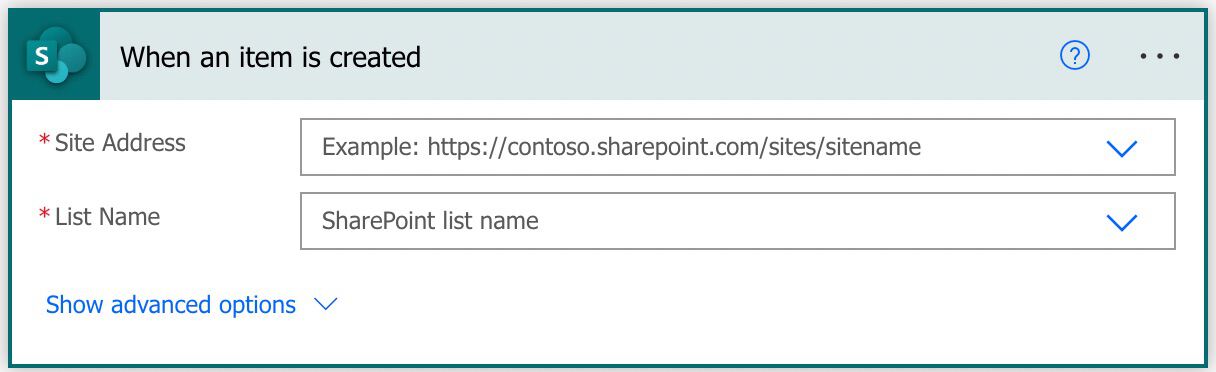 S
When an item is created
?
* Site Address
Example: https://contoso.sharepoint.com/sites/sitename
* List Name
SharePoint list name
Show advanced options